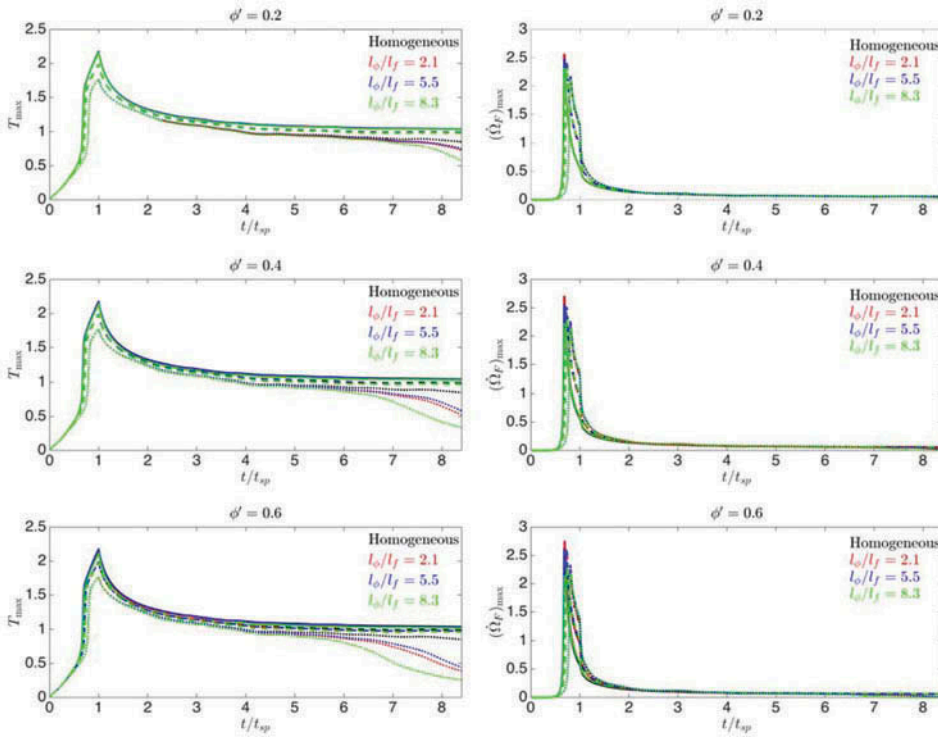 ϕ′ = 0.2
2.5
2
1.5
1
0.5
0
T_max
Homogeneous
l_ϕ/l_f = 2.1
l_ϕ/l_f = 5.5
l_ϕ/l_f = 8.3
0 1 2 3 4 5 6 7 8
t/t_sp
ϕ′ = 0.2
3
2.5
2
1.5
1
0.5
0
(Ω̇_F)_max
Homogeneous
l_ϕ/l_f = 2.1
l_ϕ/l_f = 5.5
l_ϕ/l_f = 8.3
0 1 2 3 4 5 6 7 8
t/t_sp
ϕ′ = 0.4
2.5
2
1.5
1
0.5
0
T_max
Homogeneous
l_ϕ/l_f = 2.1
l_ϕ/l_f = 5.5
l_ϕ/l_f = 8.3
0 1 2 3 4 5 6 7 8
t/t_sp
ϕ′ = 0.4
3
2.5
2
1.5
1
0.5
0
(Ω̇_F)_max
Homogeneous
l_ϕ/l_f = 2.1
l_ϕ/l_f = 5.5
l_ϕ/l_f = 8.3
0 1 2 3 4 5 6 7 8
t/t_sp
ϕ′ = 0.6
2.5
2
1.5
1
0.5
0
T_max
Homogeneous
l_ϕ/l_f = 2.1
l_ϕ/l_f = 5.5
l_ϕ/l_f = 8.3
0 1 2 3 4 5 6 7 8
t/t_sp
ϕ′ = 0.6
3
2.5
2
1.5
1
0.5
0
(Ω̇_F)_max
Homogeneous
l_ϕ/l_f = 2.1
l_ϕ/l_f = 5.5
l_ϕ/l_f = 8.3
0 1 2 3 4 5 6 7 8
t/t_sp